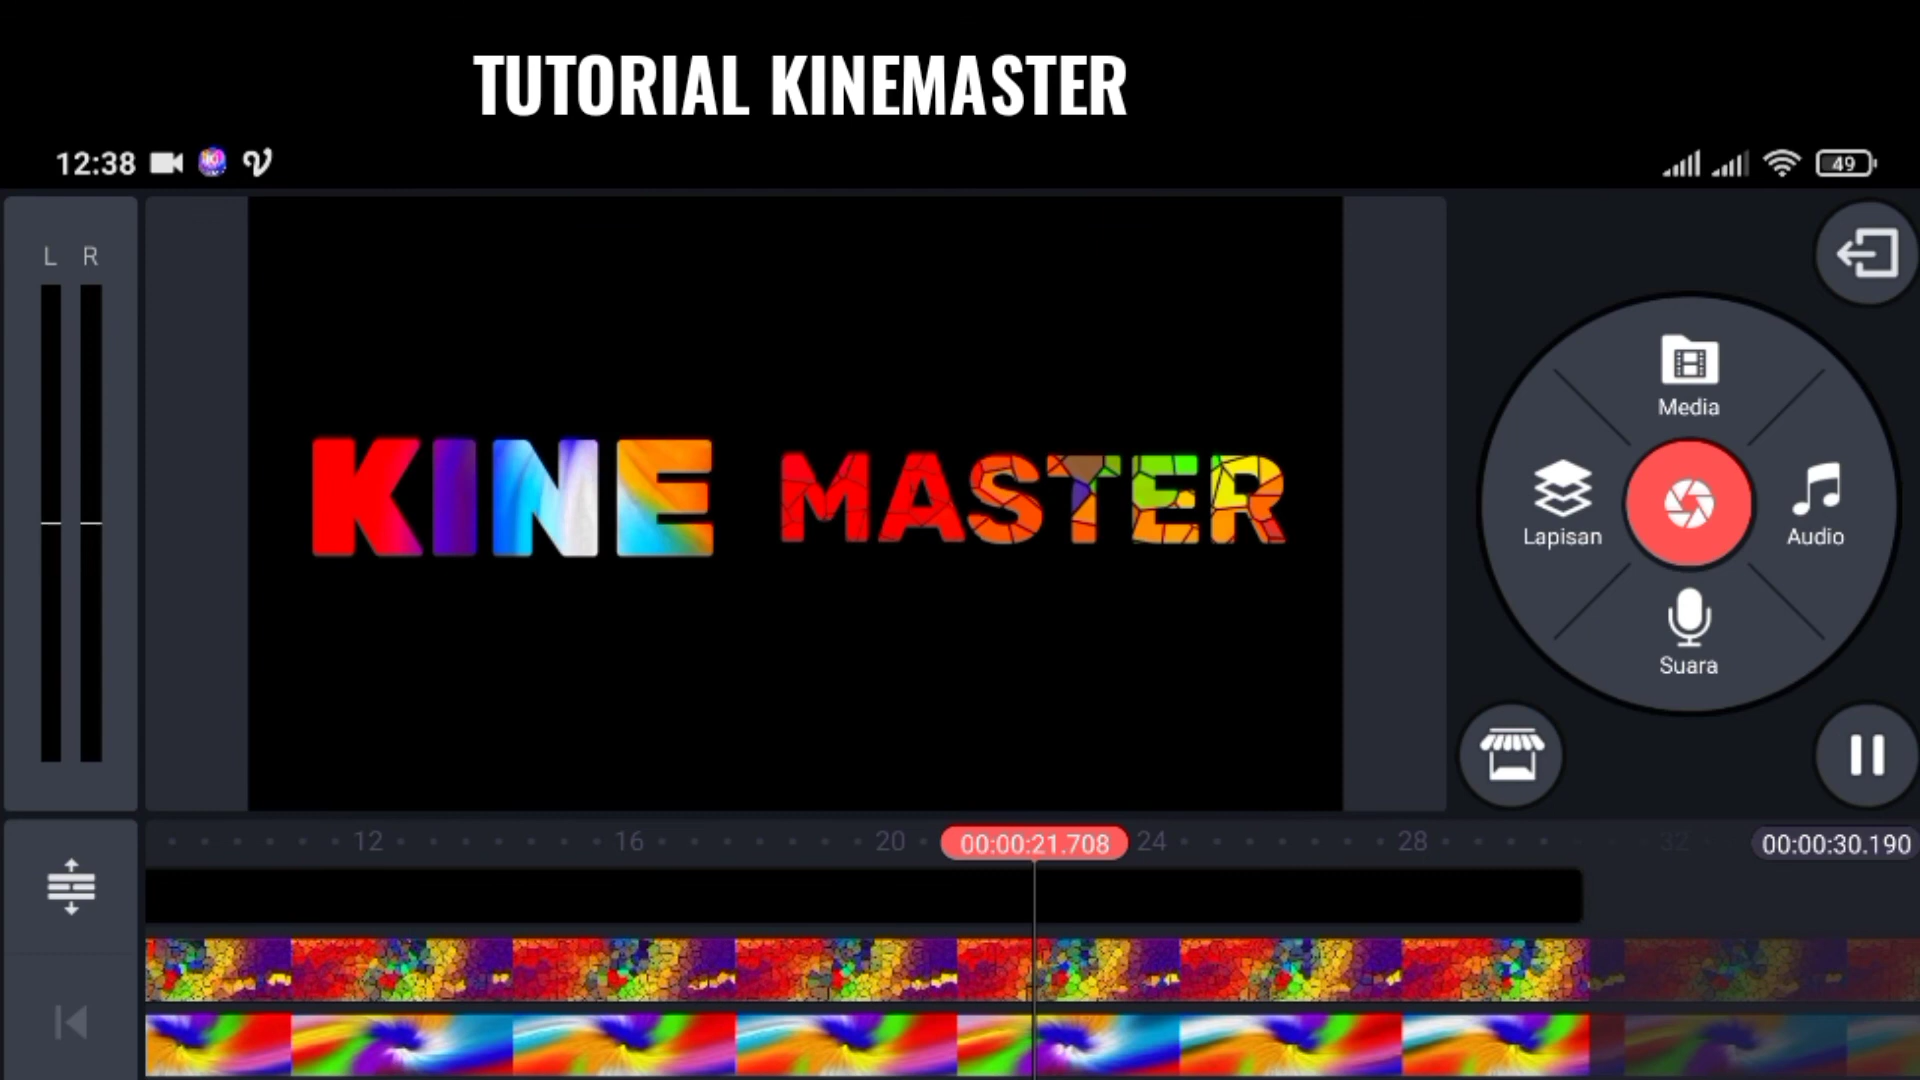 TUTORIAL KINEMASTER
12:38
49
L R
Media
KINE MASTER
Lapisan
Audio
Suara
12 16 20 00:00:21.708 24 28 32 00:00:30.190